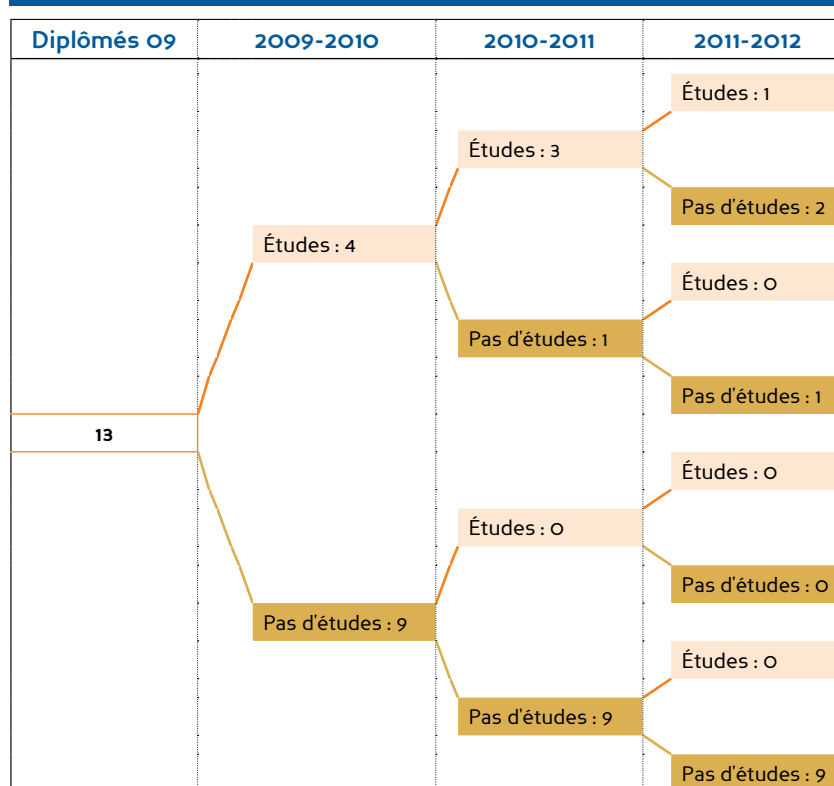 Diplômés 09 2009-2010 2010-2011 2011-2012
Études : 1
Études : 3
Pas d'études : 2
Études : 4
Études : 0
Pas d'études : 1
Pas d'études : 1
13
Études : 0
Études : 0
Pas d'études : 0
Pas d'études : 9
Études : 0
Pas d'études : 9
Pas d'études : 9